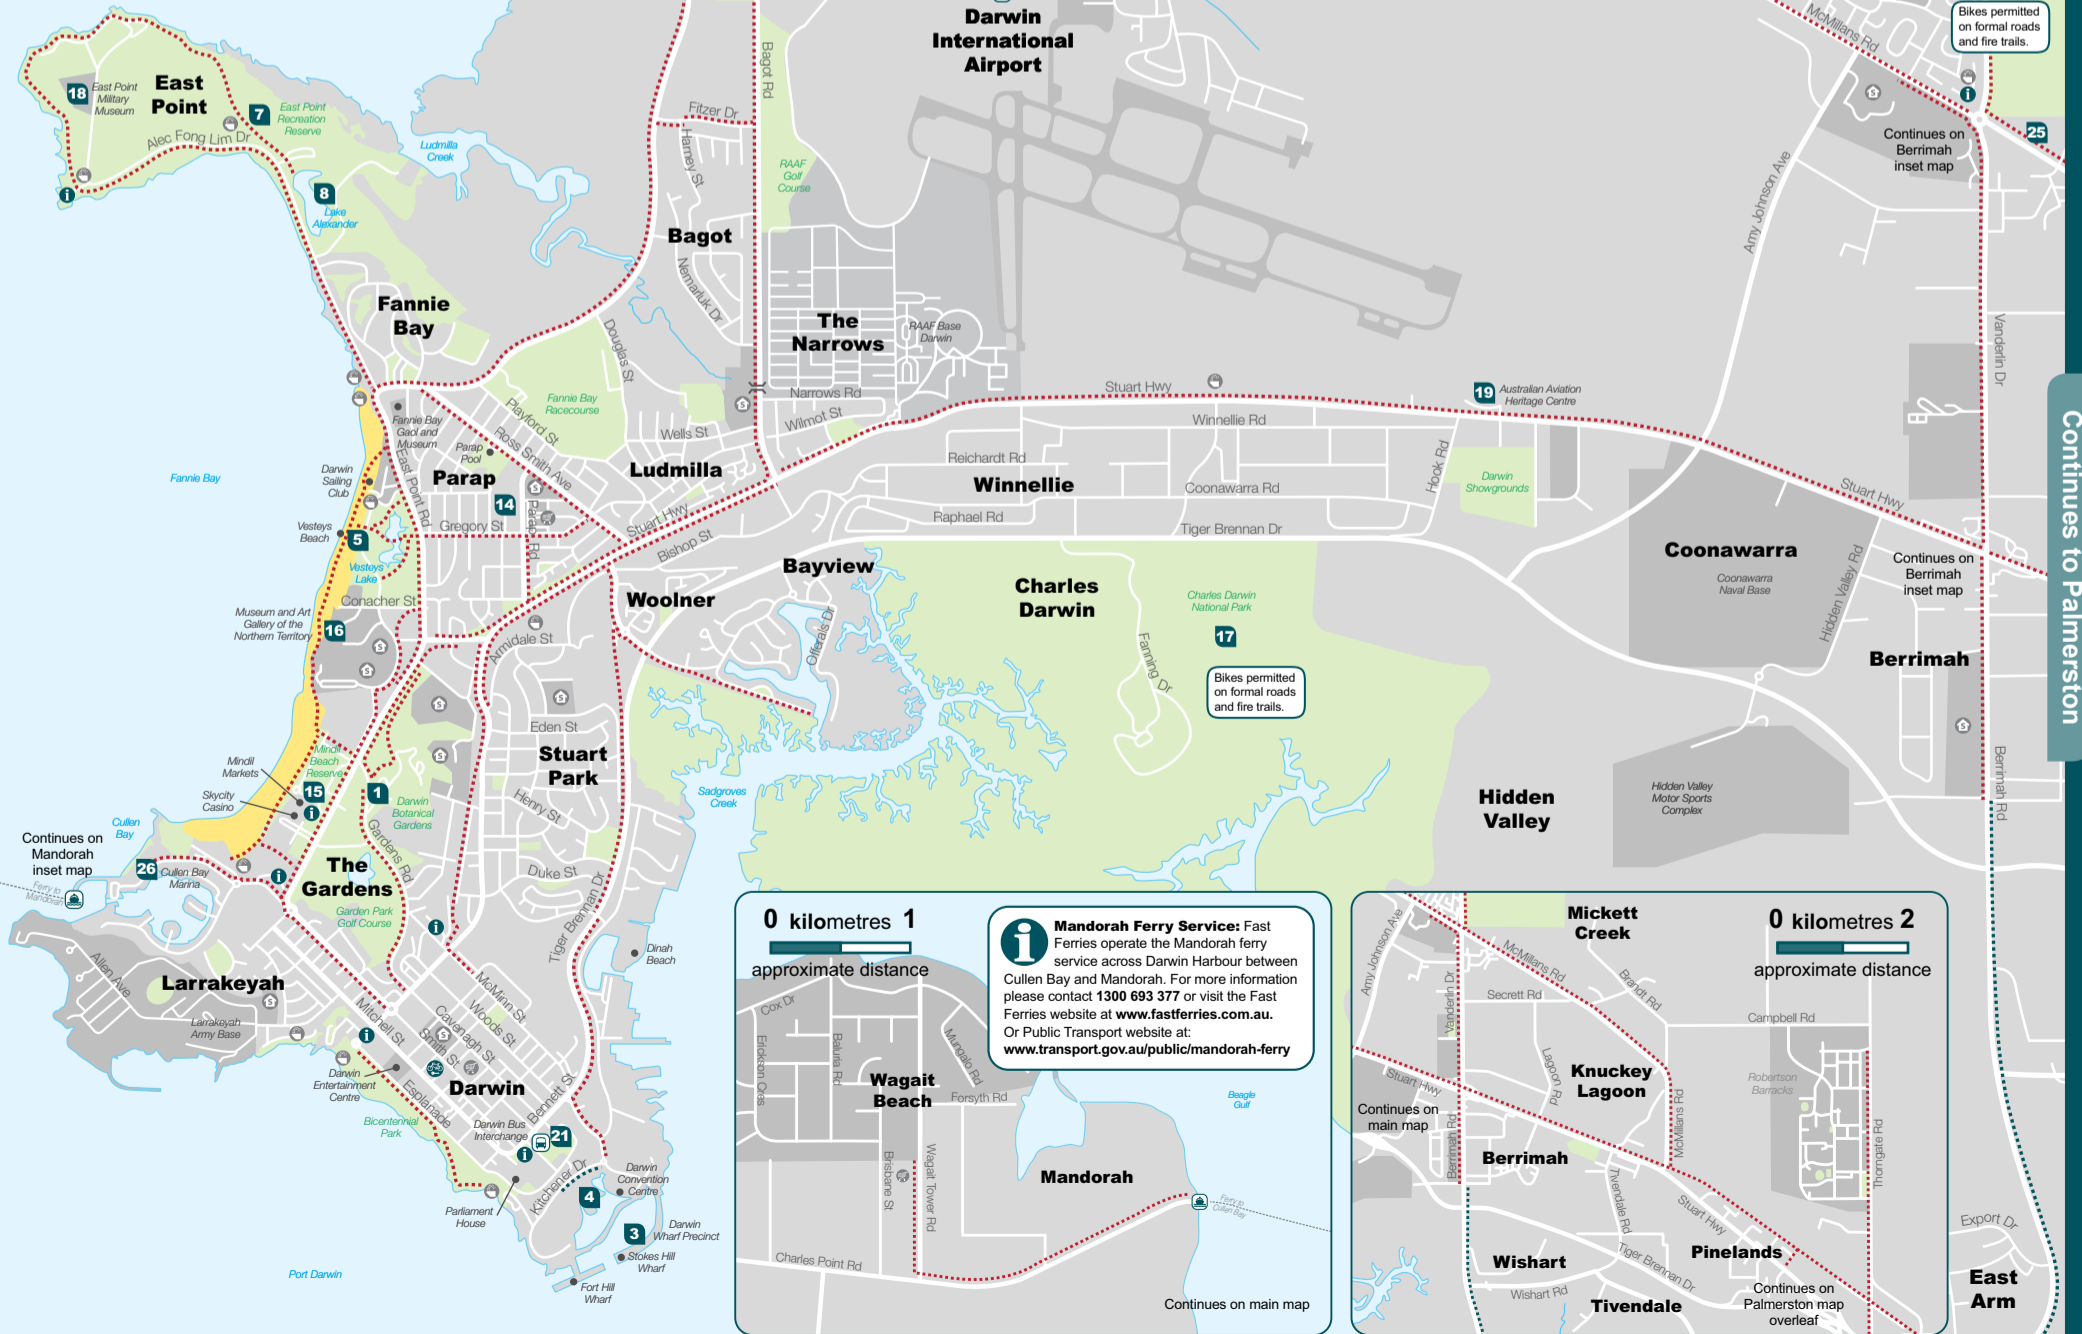 Darwin
International
Airport
McMillans Rd
Bikes permitted
on formal roads
and fire trails.
18
East Point
Military
Museum
East
Point
7
East Point
Recreation
Reserve
Alec Fong Lim Dr
Ludmilla
Creek
8
Lake
Alexander
Bagot Rd
Fitzer Dr
Harney St
RAAF
Golf
Course
Bagot
Nemarluk Dr
Amy Johnson Ave
Continues on
Berrimah
inset map
25
Vanderlin Dr
Continues to Palmerston
Fannie
Bay
Douglas St
The
Narrows
RAAF Base
Darwin
Narrows Rd
Wilmot St
Stuart Hwy
Winnellie Rd
19
Australian Aviation
Heritage Centre
Fannie Bay
Racecourse
Playford St
Ross Smith Ave
Wells St
Fannie Bay
Gaol and
Museum
Parap
Pool
East Point Rd
Parap
Ludmilla
Darwin
Sailing
Club
Fannie Bay
14
Parap Rd
Gregory St
Stuart Hwy
Bishop St
Reichardt Rd
Winnellie
Coonawarra Rd
Raphael Rd
Hook Rd
Darwin
Showgrounds
Tiger Brennan Dr
Stuart Hwy
Vesteys
Beach
5
Vesteys
Lake
Conacher St
Museum and Art
Gallery of the
Northern Territory
16
Armidale St
Woolner
Bayview
Offerals Dr
Charles
Darwin
Fanning Dr
Charles Darwin
National Park
17
Bikes permitted
on formal roads
and fire trails.
Coonawarra
Coonawarra
Naval Base
Hidden Valley Rd
Continues on
Berrimah
inset map
Berrimah
Berrimah Rd
Eden St
Stuart
Park
Henry St
Duke St
Mindil
Beach
Reserve
Mindil
Markets
Skycity
Casino
15
1
Darwin
Botanical
Gardens
Gardens Rd
Sadgroves
Creek
Hidden
Valley
Hidden Valley
Motor Sports
Complex
Cullen
Bay
Continues on
Mandorah
inset map
Ferry to
Mandorah
26
Cullen Bay
Marina
The
Gardens
Garden Park
Golf Course
Tiger Brennan Dr
Dinah
Beach
Larrakeyah
Allen Ave
Larrakeyah
Army Base
Mitchell St
McMinn St
Woods St
Cavenagh St
Smith St
Darwin
Entertainment
Centre
Esplanade
Darwin
Bennett St
Bicentennial
Park
Darwin Bus
Interchange
21
Kitchener Dr
Darwin
Convention
Centre
4
Parliament
House
3
Darwin
Wharf Precinct
Stokes Hill
Wharf
Fort Hill
Wharf
Port Darwin
0 kilometres 1
approximate distance
Mandorah Ferry Service: Fast
Ferries operate the Mandorah ferry
service across Darwin Harbour between
Cullen Bay and Mandorah. For more information
please contact 1300 693 377 or visit the Fast
Ferries website at www.fastferries.com.au.
Or Public Transport website at:
www.transport.gov.au/public/mandorah-ferry
Cox Dr
Erickson Cres
Baluria Rd
Mungalo Rd
Wagait
Beach
Forsyth Rd
Beagle
Gulf
Brisbane St
Wagait Tower Rd
Mandorah
Ferry to
Cullen Bay
Charles Point Rd
Continues on main map
Mickett
Creek
0 kilometres 2
approximate distance
Amy Johnson Ave
McMillans Rd
Brandt Rd
Vanderlin Dr
Secrett Rd
Campbell Rd
Stuart Hwy
Lagoon Rd
Knuckey
Lagoon
Robertson
Barracks
Continues on
main map
Berrimah Rd
McMillans Rd
Thorngate Rd
Berrimah
Tivendale Rd
Stuart Hwy
Wishart
Wishart Rd
Tiger Brennan Dr
Pinelands
Tivendale
Continues on
Palmerston map
overleaf
Export Dr
East
Arm